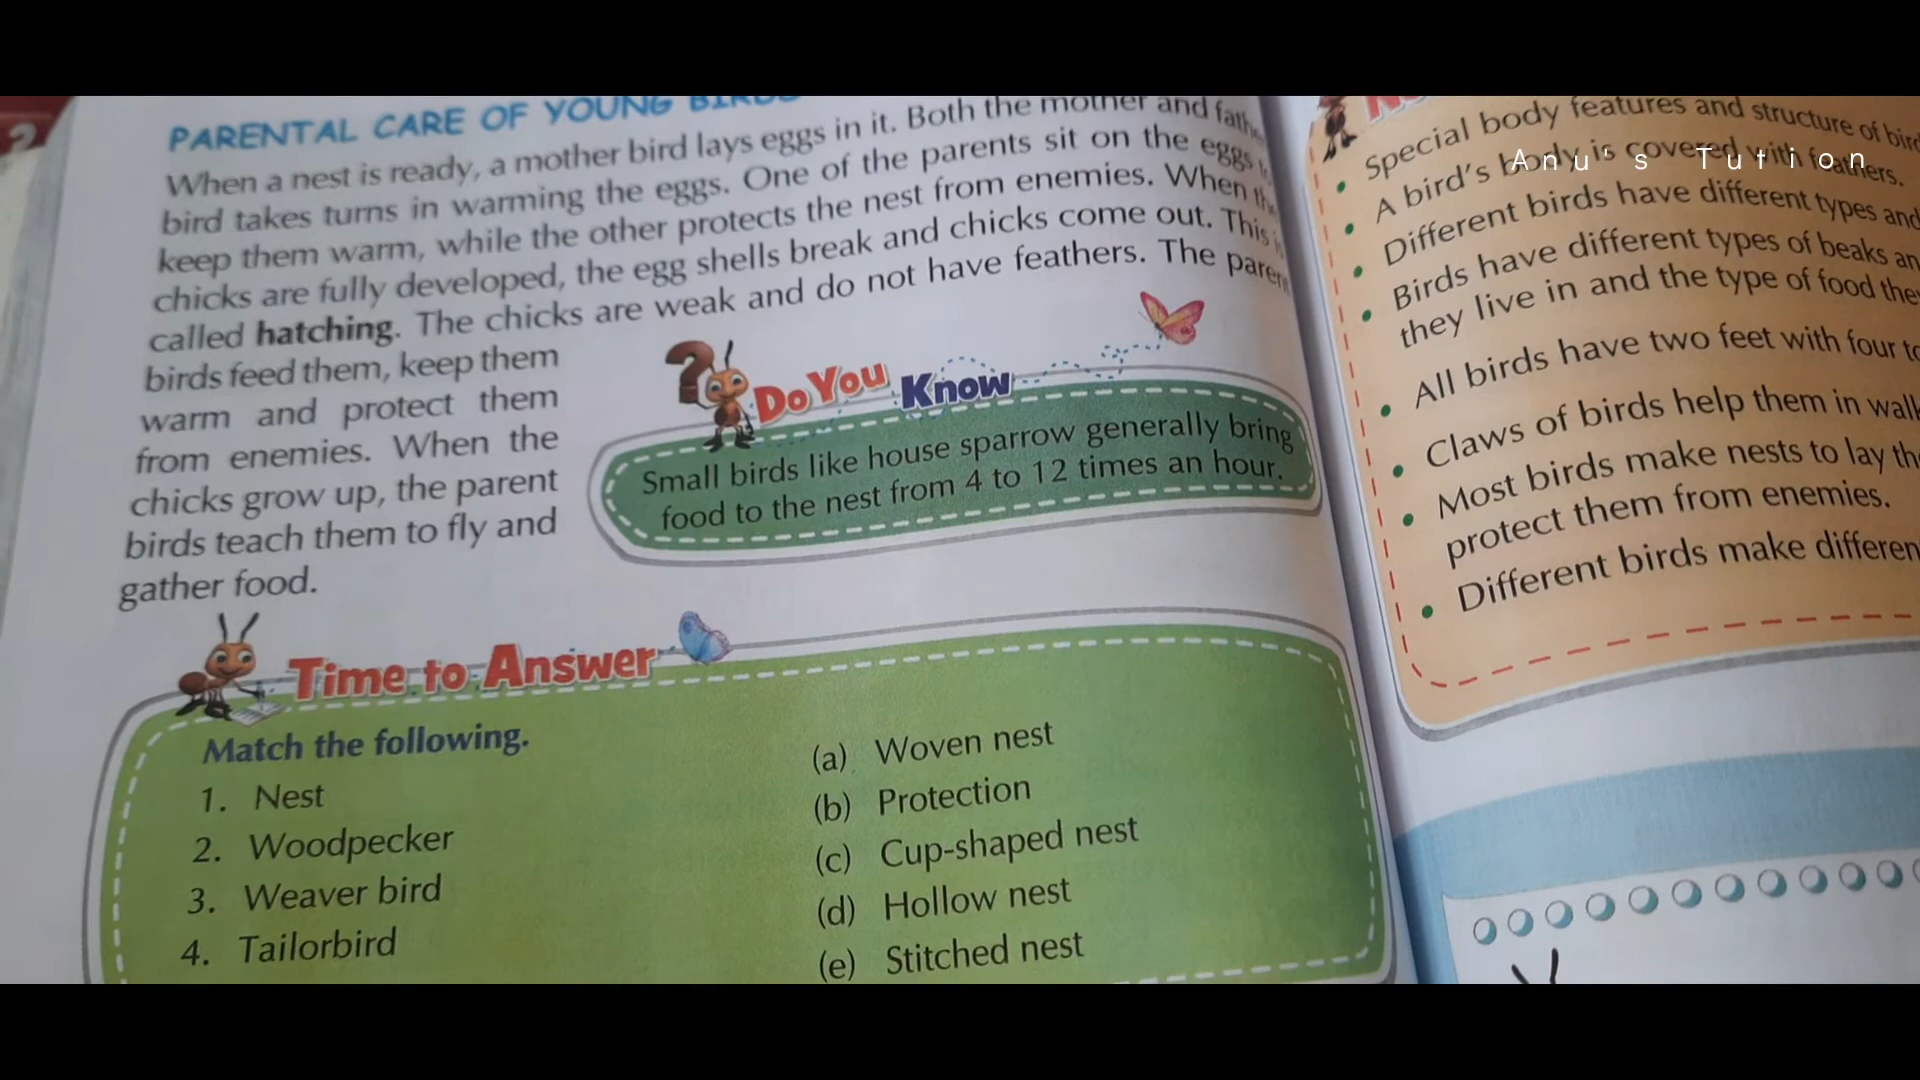 PARENTAL CARE OF YOUNG BIRDS
When a nest is ready, a mother bird lays eggs in it. Both the mother and
bird takes turns in warming the eggs. One of the parents sit on the eggs
keep them warm, while the other protects the nest from enemies. When
chicks are fully developed, the egg shells break and chicks come out. This
called hatching. The chicks are weak and do not have feathers. The
birds feed them, keep them
warm and protect them
from enemies. When the
chicks grow up, the parent
birds teach them to fly and
gather food.
? Do You Know
Small birds like house sparrow generally bring
food to the nest from 4 to 12 times an hour.
Time to Answer
Match the following.
1. Nest
2. Woodpecker
3. Weaver bird
4. Tailorbird
(a) Woven nest
(b) Protection
(c) Cup-shaped nest
(d) Hollow nest
(e) Stitched nest
• Special body features and structure of
• A bird's body is covered with feathers.
• Different birds have different types and
• Birds have different types of beaks
they live in and the type of food
• All birds have two feet with four
• Claws of birds help them in
• Most birds make nests to lay
protect them from enemies.
• Different birds make
Anu's Tution